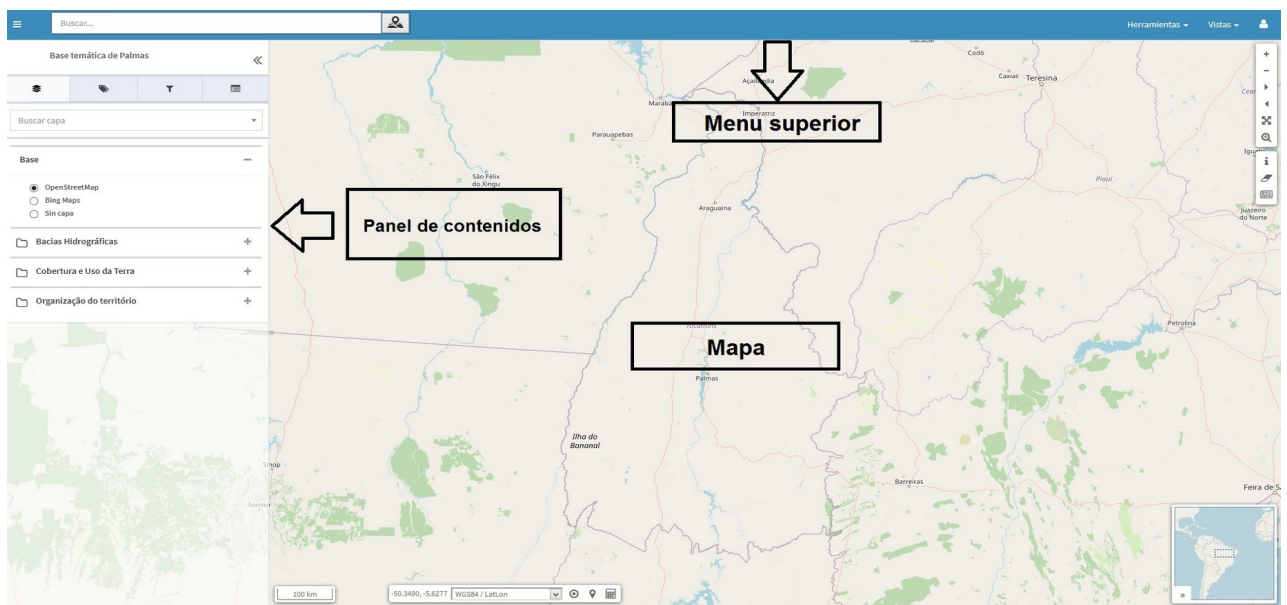 Buscar...
Herramientas
Vistas
Base temática de Palmas
Buscar capa
Base
OpenStreetMap
Bing Maps
Sin capa
Bacias Hidrográficas
Cobertura e Uso da Terra
Organização do território
Codó
Caxias
Teresina
Marabá
Imperatriz
Menu superior
Parauapebas
São Félix
do Xingu
Piauí
Araguaína
Juazeiro
do Norte
Panel de contenidos
Petrolina
Mapa
Palmas
Ilha do
Bananal
Sinop
Sorriso
Barreiras
Feira de S
100 km
-50.3490, -5.6277
WGS84 / LatLon